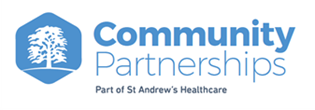 Community
Partnerships
Part of St Andrew's Healthcare